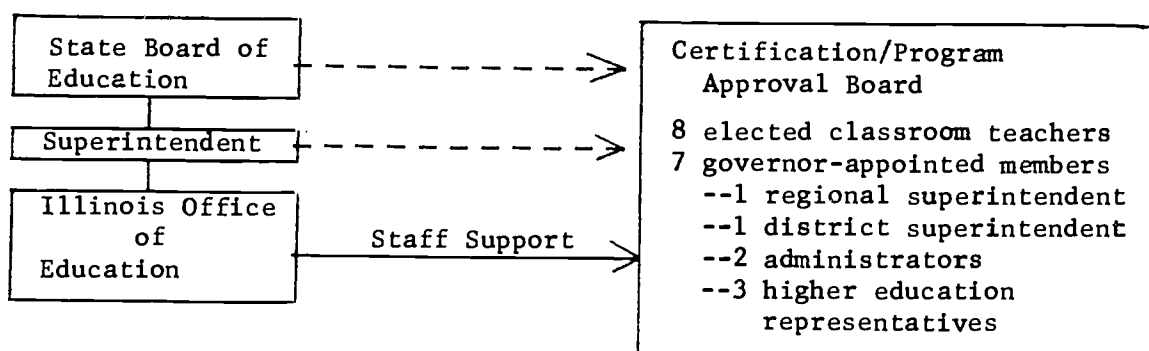 State Board of
Education
Superintendent
Illinois Office
of
Education
Staff Support
Certification/Program
Approval Board
8 elected classroom teachers
7 governor-appointed members
--1 regional superintendent
--1 district superintendent
--2 administrators
--3 higher education
representatives